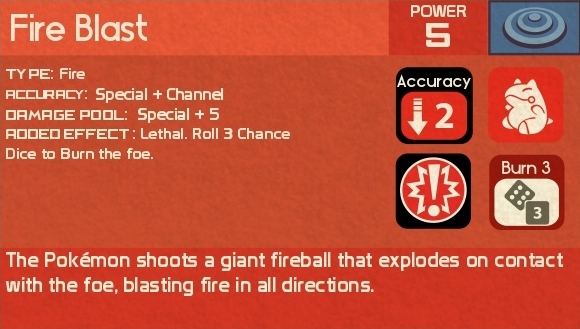 Fire Blast
POWER
5
TYPE: Fire
ACCURACY: Special + Channel
DAMAGE POOL: Special + 5
ADDED EFFECT: Lethal. Roll 3 Chance
Dice to Burn the foe.
Accuracy
2
Burn 3
3
The Pokémon shoots a giant fireball that explodes on contact
with the foe, blasting fire in all directions.